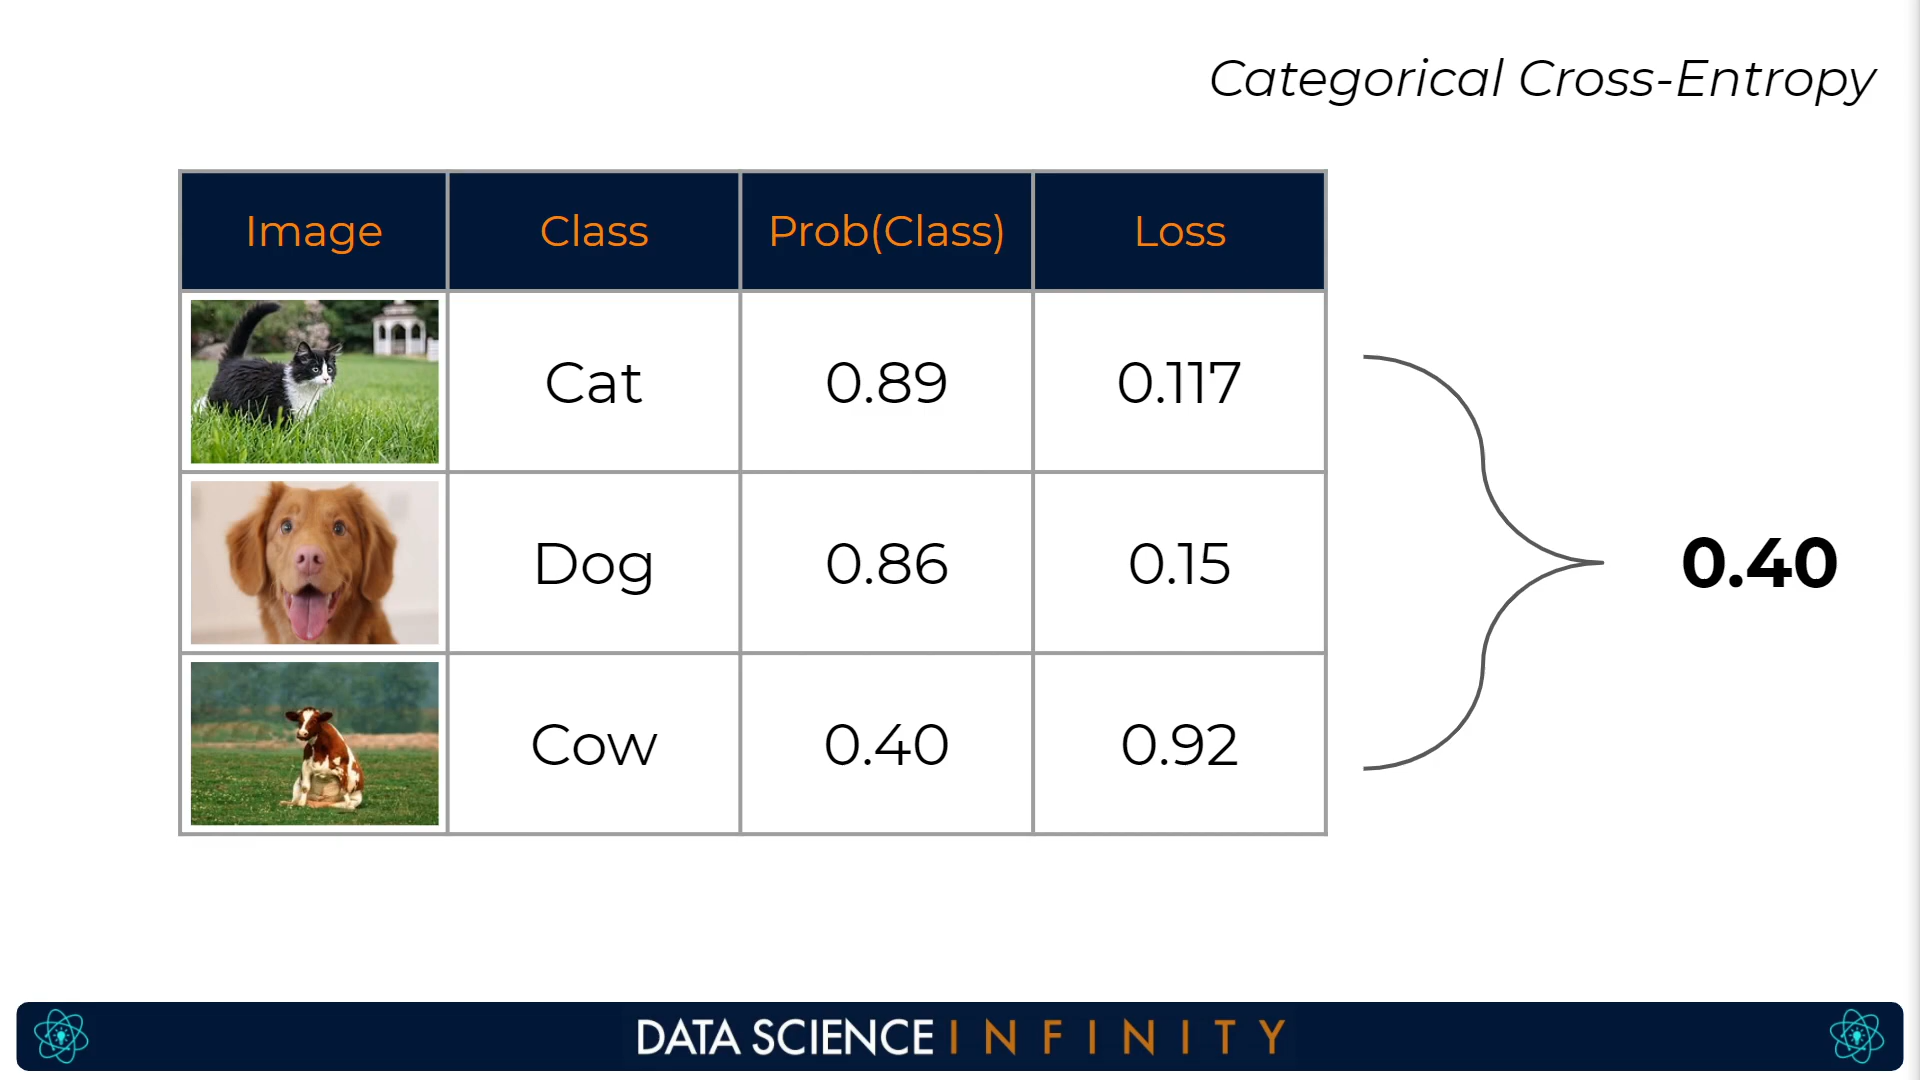 Categorical Cross-Entropy
Image Class Prob(Class) Loss
Cat 0.89 0.117
Dog 0.86 0.15
Cow 0.40 0.92
0.40
DATA SCIENCE INFINITY